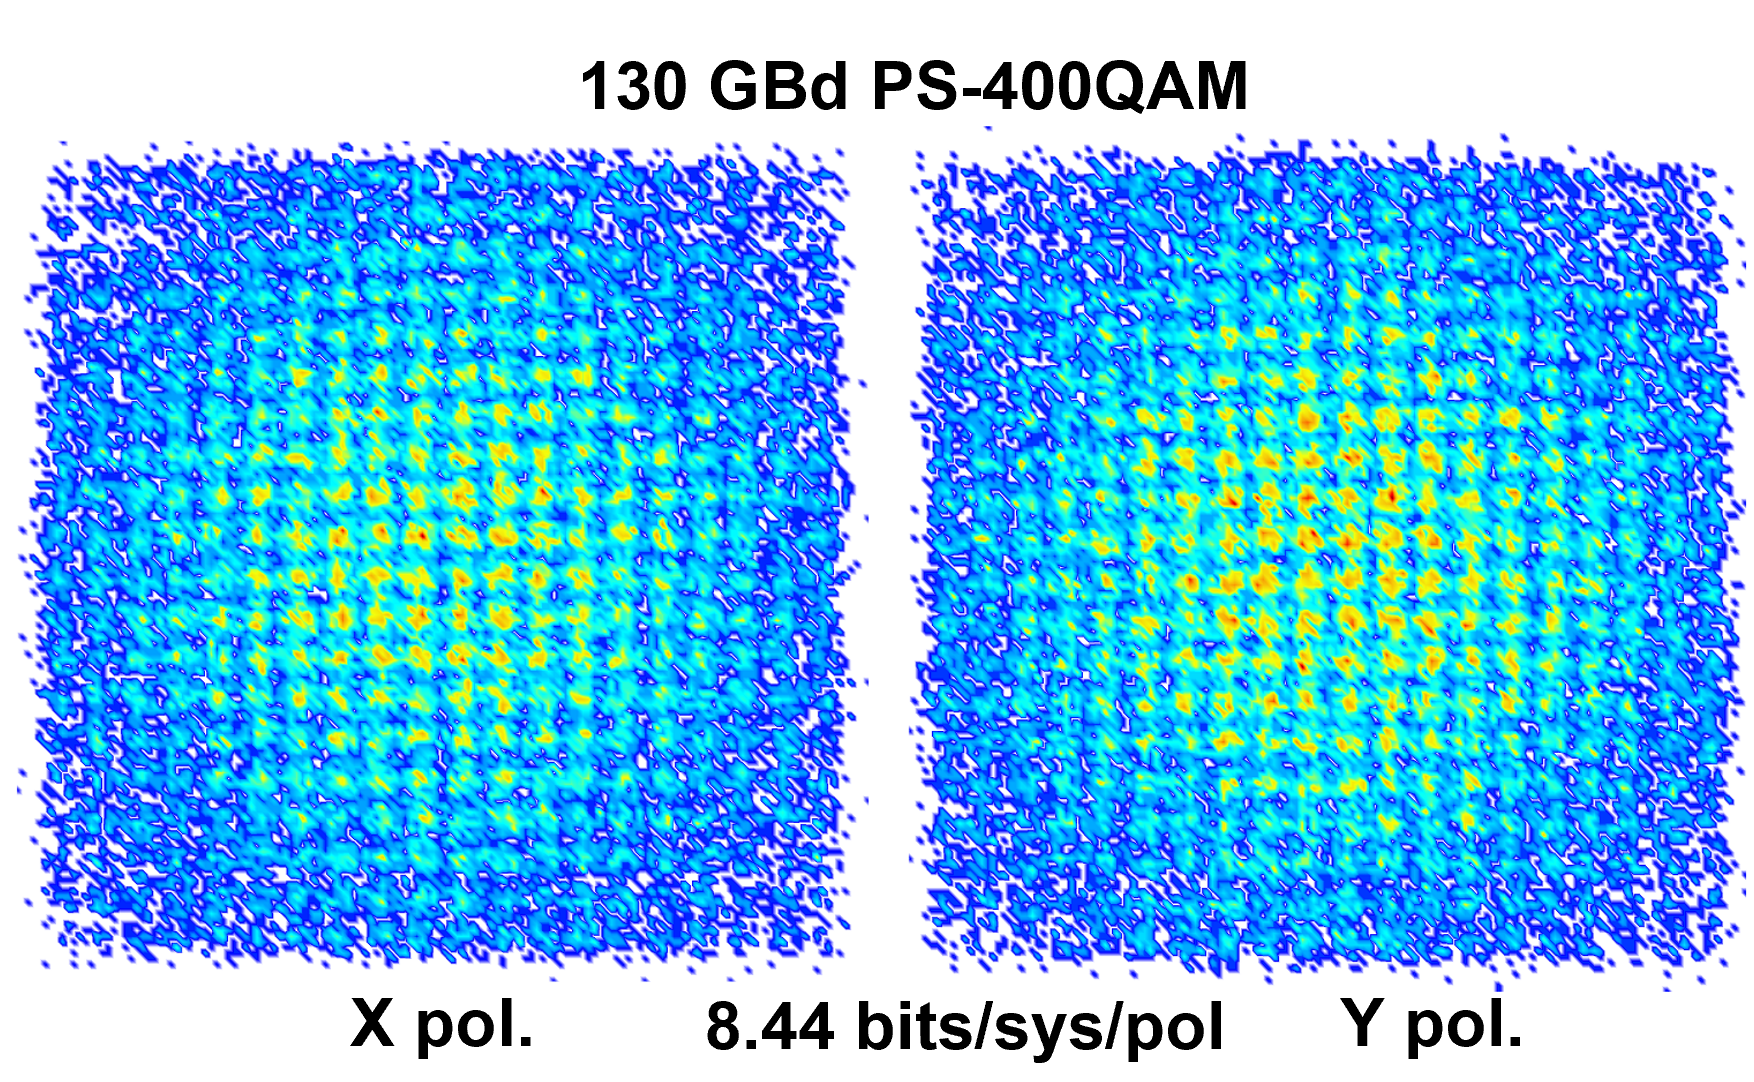 130 GBd PS-400QAM
X pol. 8.44 bits/sys/pol Y pol.